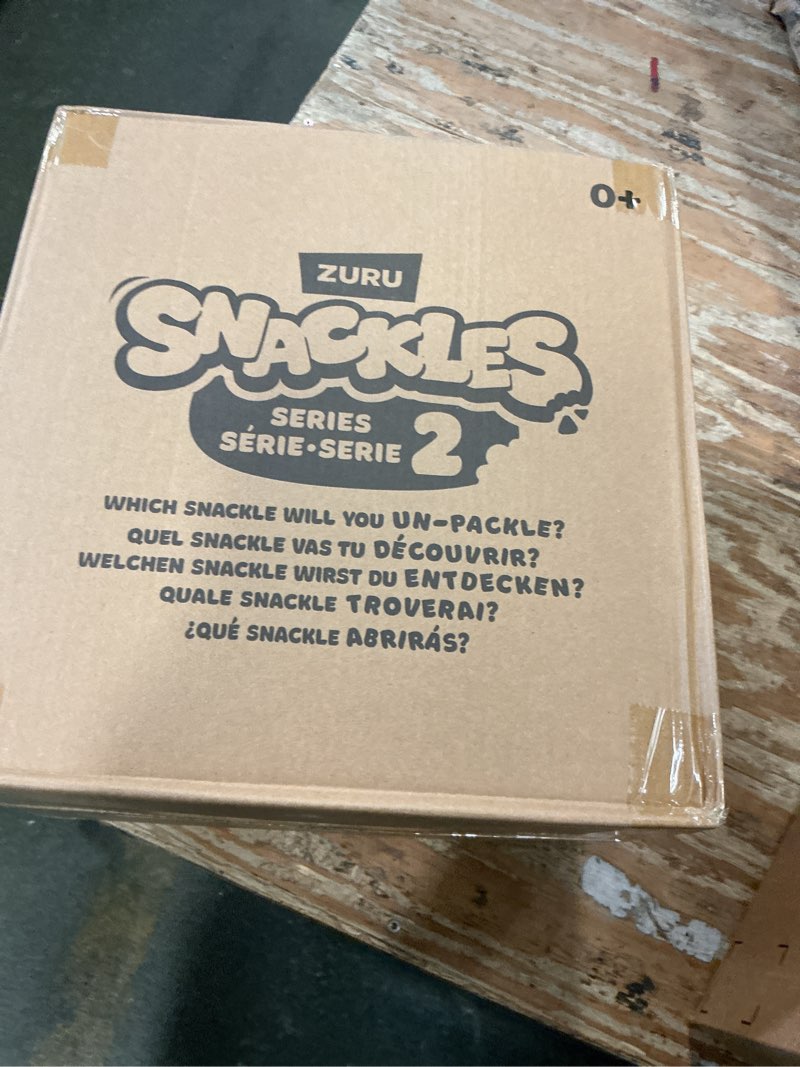 0+
ZURU
SNACKLES
SERIES
SÉRIE•SERIE 2
WHICH SNACKLE WILL YOU UN-PACKLE?
QUEL SNACKLE VAS TU DÉCOUVRIR?
WELCHEN SNACKLE WIRST DU ENTDECKEN?
QUALE SNACKLE TROVERAI?
¿QUÉ SNACKLE ABRIRÁS?